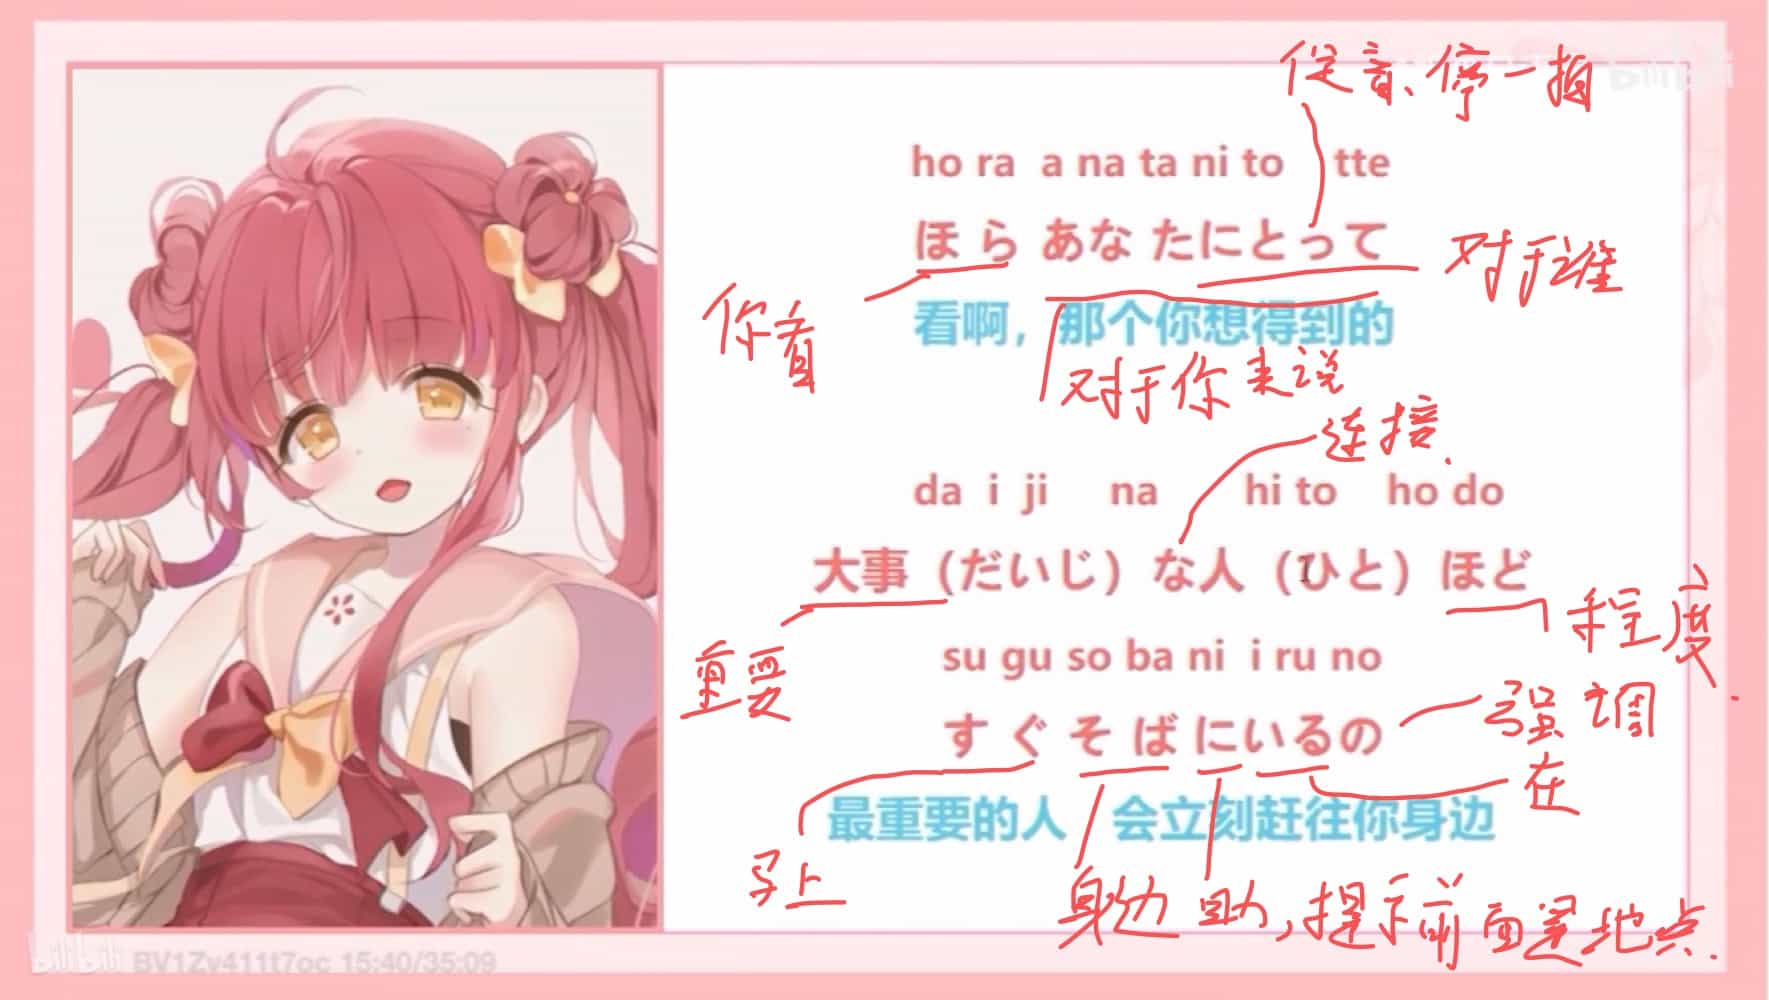 促音、停一拍
bilibili
ho ra a na ta ni to tte
ほら あなたにとって
对于谁
你看
看啊，那个你想得到的
对于你来说
连接.
da i ji na hi to ho do
大事（だいじ）な人（ひと）ほど
程度.
重要
su gu so ba ni i ru no
すぐそばにいるの
强调
在
最重要的人 会立刻赶往你身边
马上
身边 助,提示前面是地点.
bilibili BV1Zy411t7oc 15:40/35:09